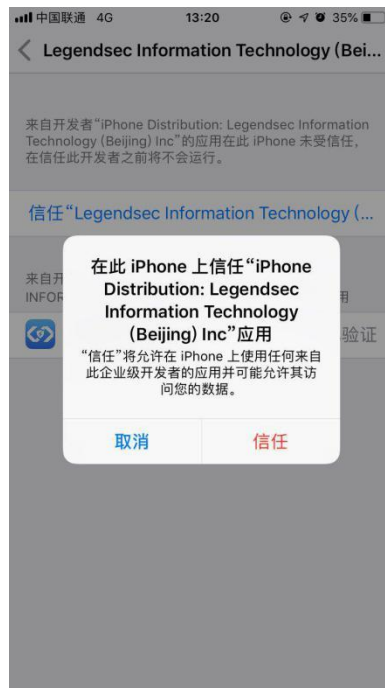 中国联通 4G 13:20 35%
Legendsec Information Technology (Bei...
来自开发者“iPhone Distribution: Legendsec Information
Technology (Beijing) Inc”的应用在此 iPhone 未受信任，
在信任此开发者之前将不会运行。
信任“Legendsec Information Technology (...
在此 iPhone 上信任“iPhone
Distribution: Legendsec
Information Technology
(Beijing) Inc”应用
“信任”将允许在 iPhone 上使用任何来自
此企业级开发者的应用并可能允许其访
问您的数据。
来自开
INFOR
用
验证
取消
信任